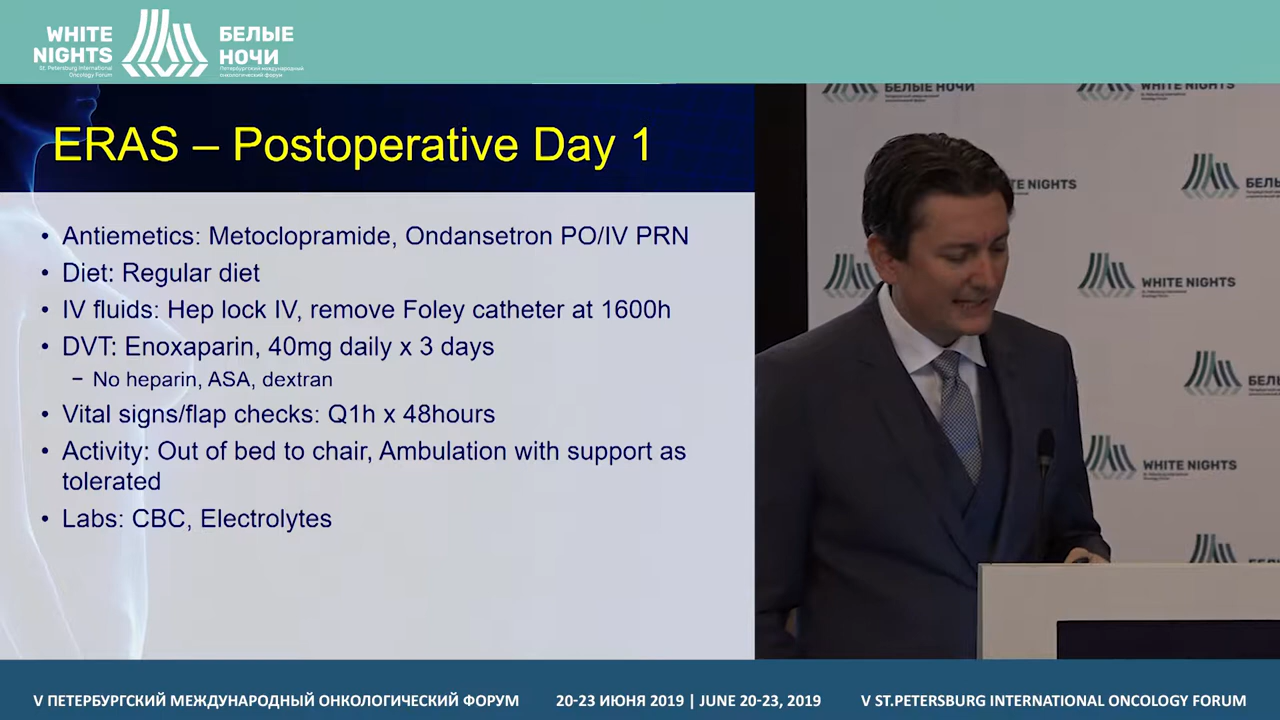 WHITE
NIGHTS
St. Petersburg International
Oncology Forum
БЕЛЫЕ
НОЧИ
Петербургский международный
онкологический форум
ERAS – Postoperative Day 1
• Antiemetics: Metoclopramide, Ondansetron PO/IV PRN
• Diet: Regular diet
• IV fluids: Hep lock IV, remove Foley catheter at 1600h
• DVT: Enoxaparin, 40mg daily x 3 days
– No heparin, ASA, dextran
• Vital signs/flap checks: Q1h x 48hours
• Activity: Out of bed to chair, Ambulation with support as
tolerated
• Labs: CBC, Electrolytes
БЕЛЫЕ НОЧИ
WHITE NIGHTS
WHITE NIGHTS
БЕЛЫ
WHITE NIGHTS
БЕЛЫ
WHITE NIGHTS
V ПЕТЕРБУРГСКИЙ МЕЖДУНАРОДНЫЙ ОНКОЛОГИЧЕСКИЙ ФОРУМ
20-23 ИЮНЯ 2019 | JUNE 20-23, 2019
V ST.PETERSBURG INTERNATIONAL ONCOLOGY FORUM